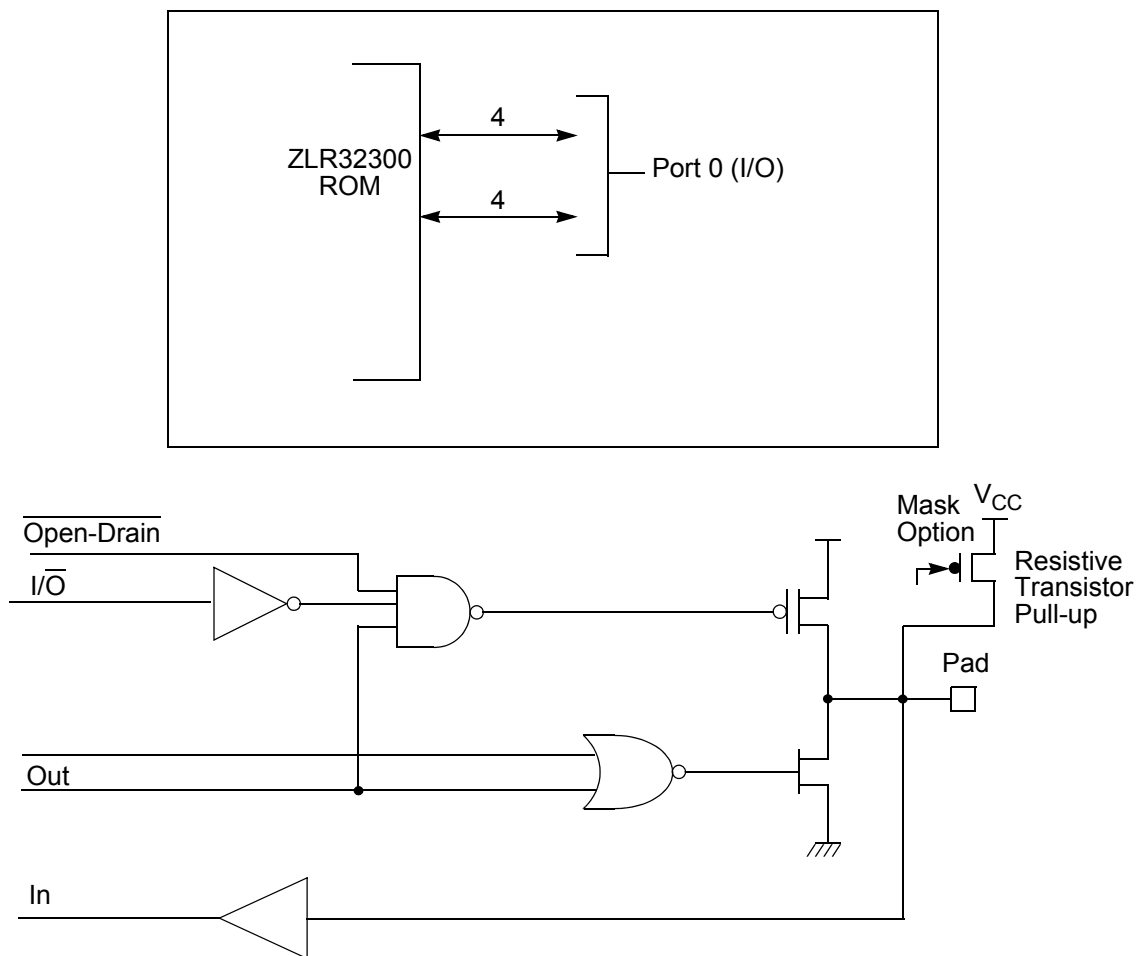 4
ZLR32300
ROM
Port 0 (I/O)
4
Mask
Option
VCC
Open-Drain
Resistive
Transistor
Pull-up
I/O
Pad
Out
In